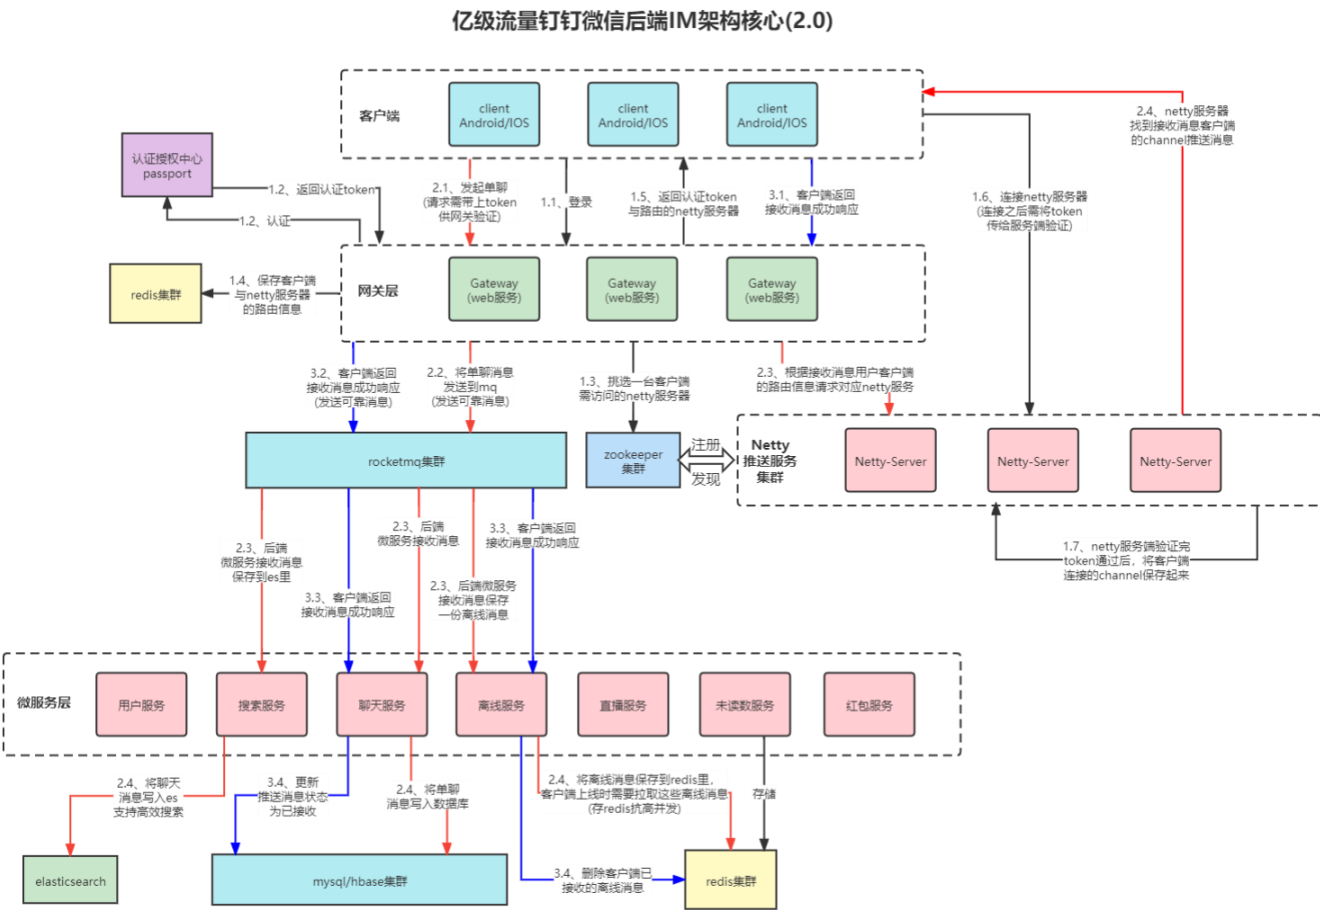 亿级流量钉钉微信后端IM架构核心(2.0)
客户端
client
Android/IOS
client
Android/IOS
client
Android/IOS
2.4、netty服务器
找到接收消息客户端
的channel推送消息
认证授权中心
passport
1.2、返回认证token
1.2、认证
2.1、发起单聊
(请求需带上token
供网关验证)
1.1、登录
1.5、返回认证token
与路由的netty服务器
3.1、客户端返回
接收消息成功响应
1.6、连接netty服务器
(连接之后需将token
传给服务端验证)
redis集群
1.4、保存客户端
与netty服务器
的路由信息
网关层
Gateway
(web服务)
Gateway
(web服务)
Gateway
(web服务)
3.2、客户端返回
接收消息成功响应
(发送可靠消息)
2.2、将单聊消息
发送到mq
(发送可靠消息)
1.3、挑选一台客户端
需访问的netty服务器
2.3、根据接收消息用户客户端
的路由信息请求对应netty服务
rocketmq集群
zookeeper
集群
注册
发现
Netty
推送服务
集群
Netty-Server
Netty-Server
Netty-Server
2.3、后端
微服务接收消息
保存到es里
3.3、客户端返回
接收消息成功响应
2.3、后端
微服务接收消息
2.3、后端微服务
接收消息保存
一份离线消息
3.3、客户端返回
接收消息成功响应
1.7、netty服务端验证完
token通过后，将客户端
连接的channel保存起来
微服务层
用户服务
搜索服务
聊天服务
离线服务
直播服务
未读数服务
红包服务
2.4、将聊天
消息写入es
支持高效搜索
3.4、更新
推送消息状态
为已接收
2.4、将单聊
消息写入数据库
2.4、将离线消息保存到redis里，
客户端上线时需要拉取这些离线消息
(存redis抗高并发)
存储
3.4、删除客户端已
接收的离线消息
elasticsearch
mysql/hbase集群
redis集群